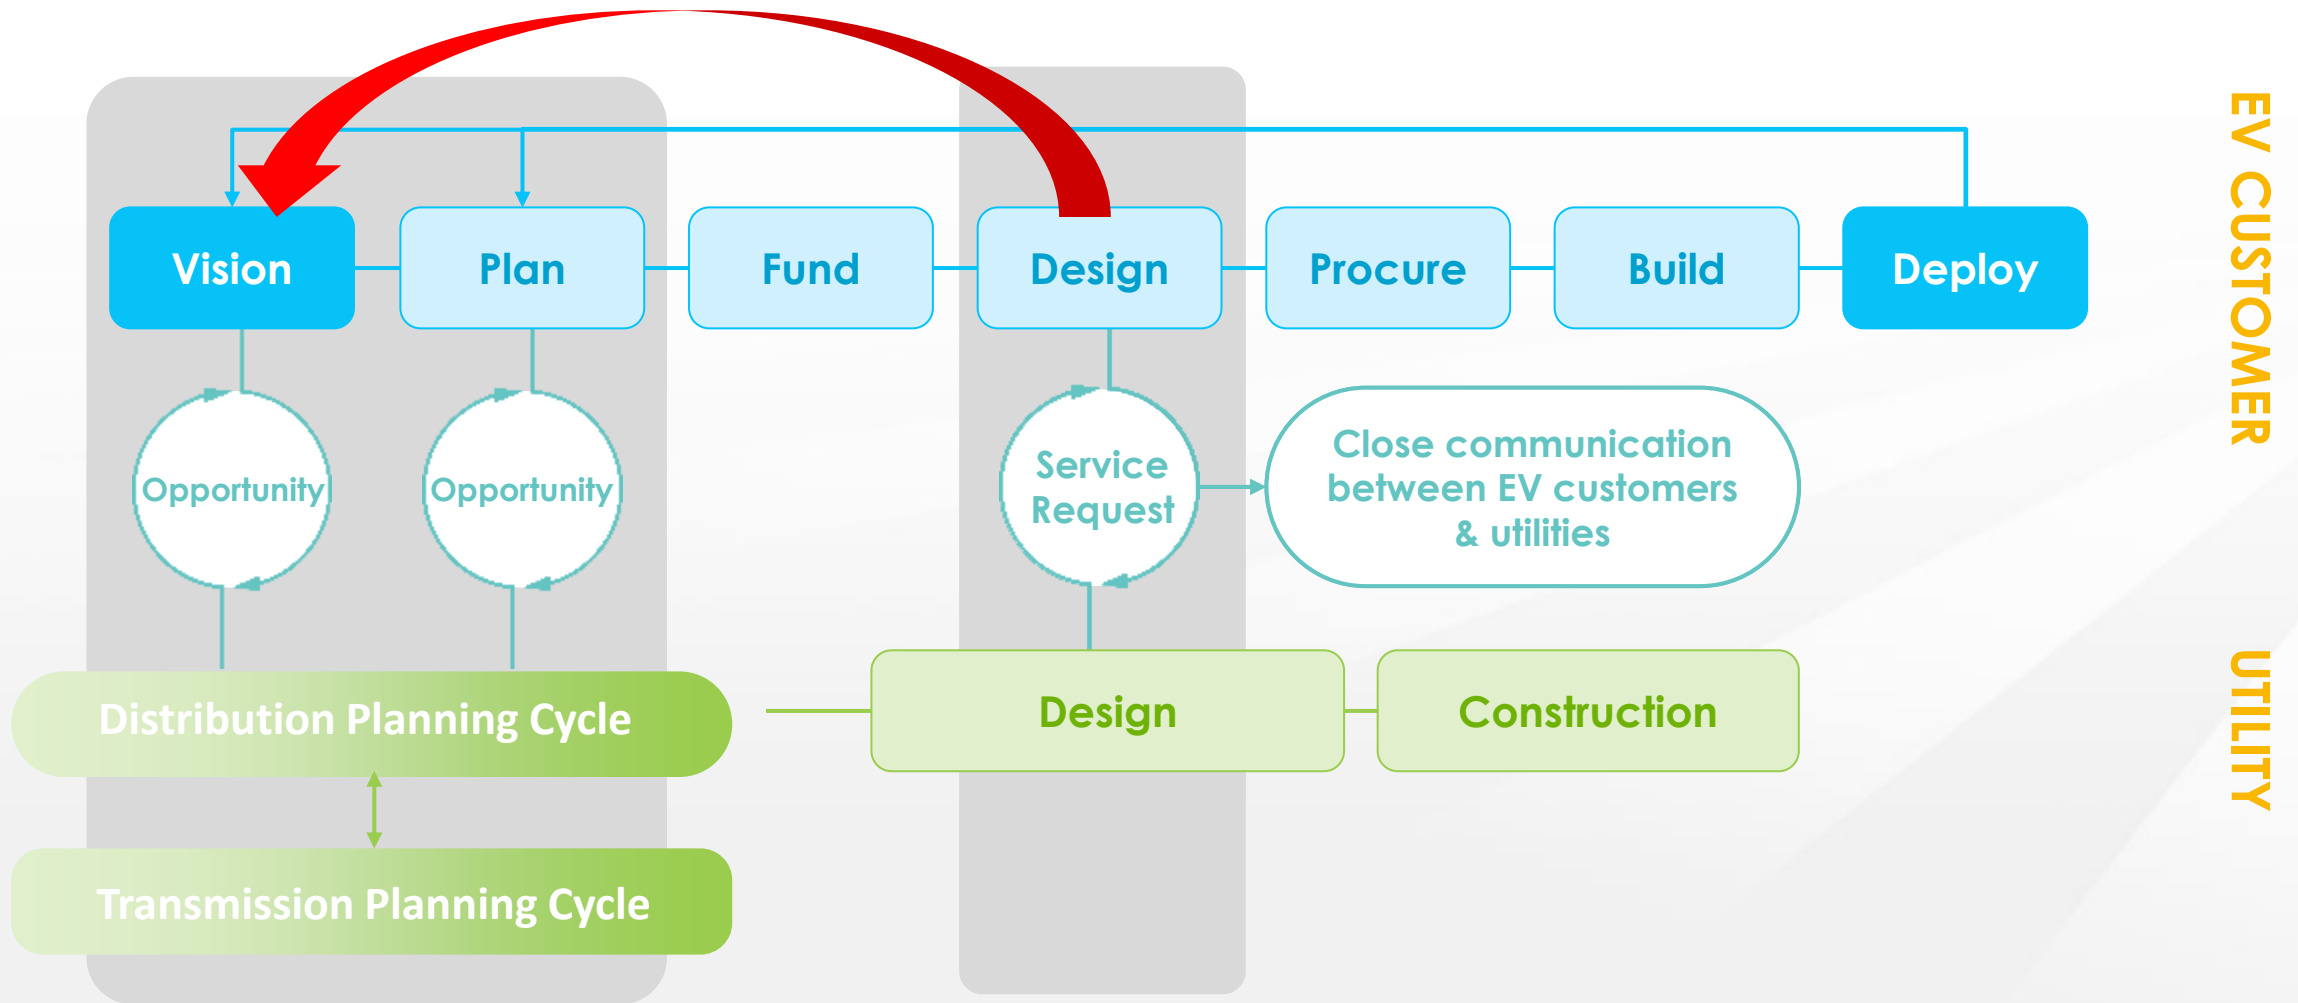 EV CUSTOMER
Vision
Plan
Fund
Design
Procure
Build
Deploy
Opportunity
Opportunity
Service
Request
Close communication
between EV customers
& utilities
UTILITY
Distribution Planning Cycle
Design
Construction
Transmission Planning Cycle